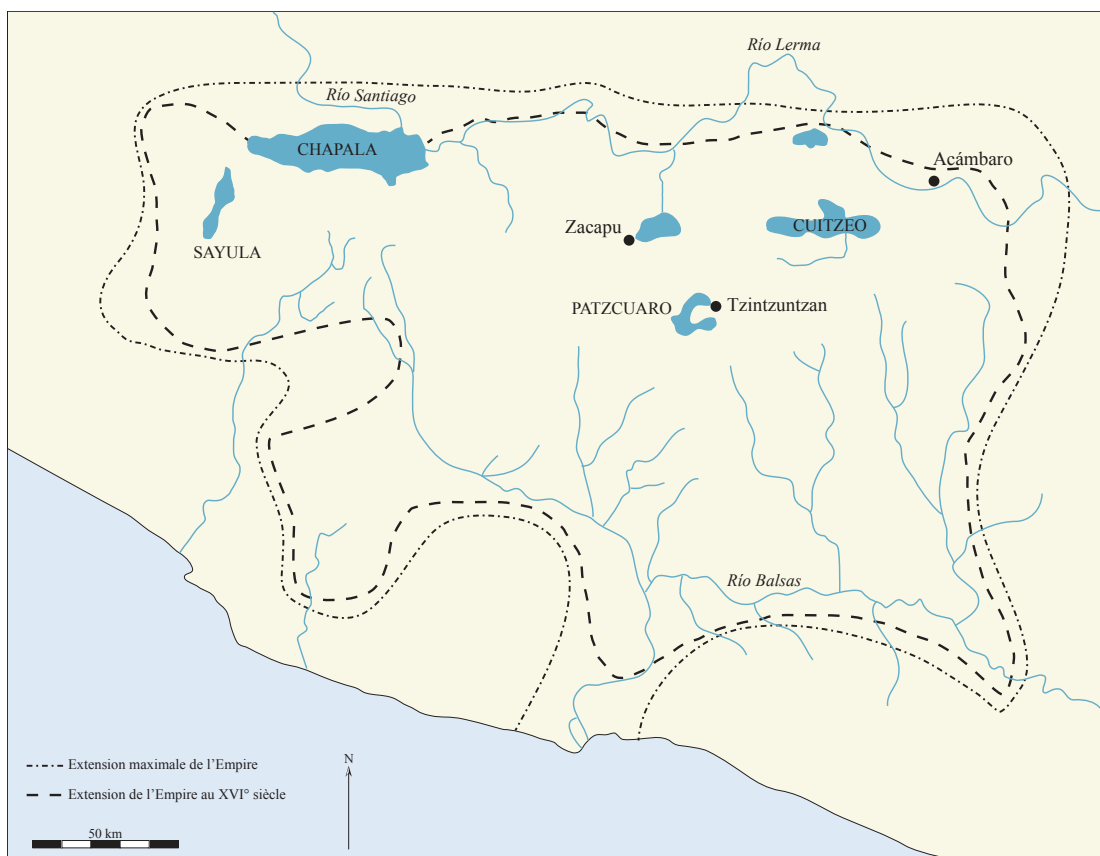 Río Lerma
Río Santiago
CHAPALA
Acámbaro
Zacapu
CUITZEO
SAYULA
PATZCUARO
Tzintzuntzan
Río Balsas
Extension maximale de l’Empire
Extension de l’Empire au XVI° siècle
N
50 km